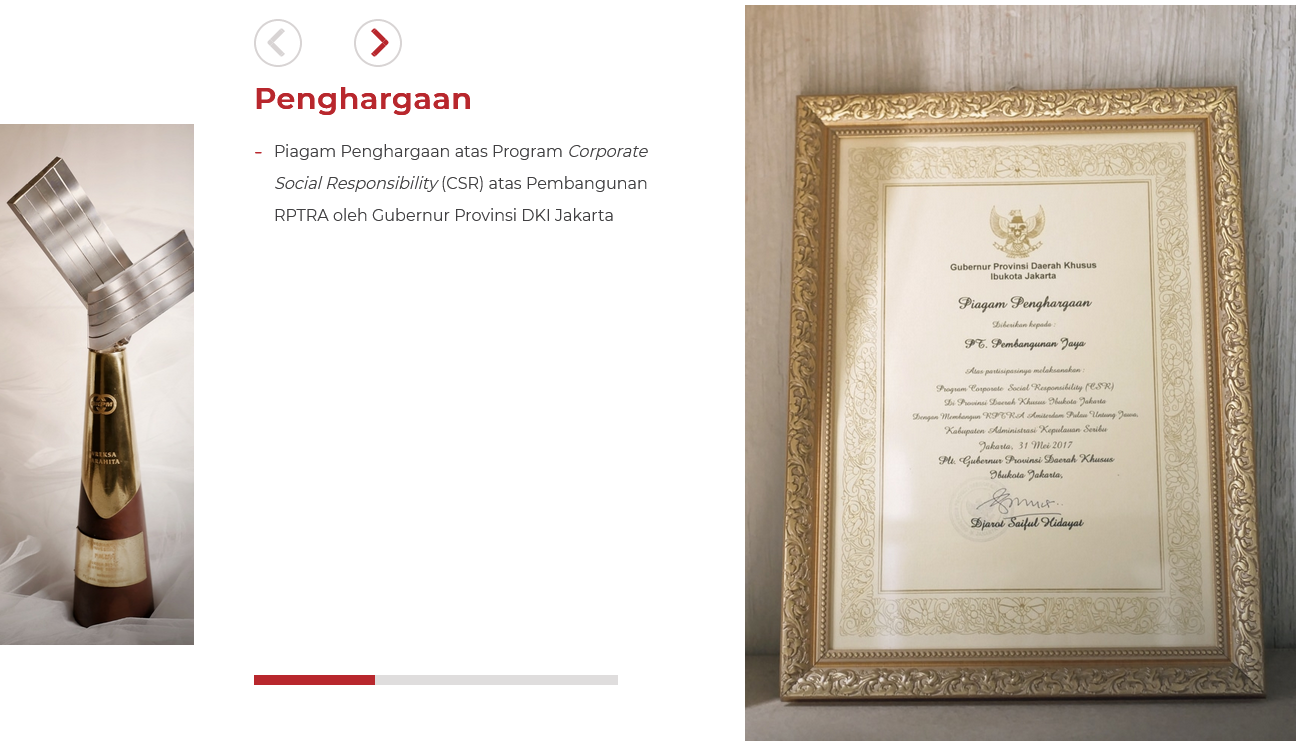 Penghargaan
- Piagam Penghargaan atas Program Corporate
Social Responsibility (CSR) atas Pembangunan
RPTRA oleh Gubernur Provinsi DKI Jakarta
Gubernur Provinsi Daerah Khusus
Ibukota Jakarta
Piagam Penghargaan
Diberikan kepada :
PT. Pembangunan Jaya
Atas partisipasinya melaksanakan :
Program Corporate Social Responsibility (CSR)
Di Provinsi Daerah Khusus Ibukota Jakarta
Dengan Membangun RPTRA Amiterdam Pulau Untung Jawa,
Kabupaten Administrasi Kepulauan Seribu
Jakarta, 31 Mei 2017
Plt. Gubernur Provinsi Daerah Khusus
Ibukota Jakarta,
Djarot Saiful Hidayat